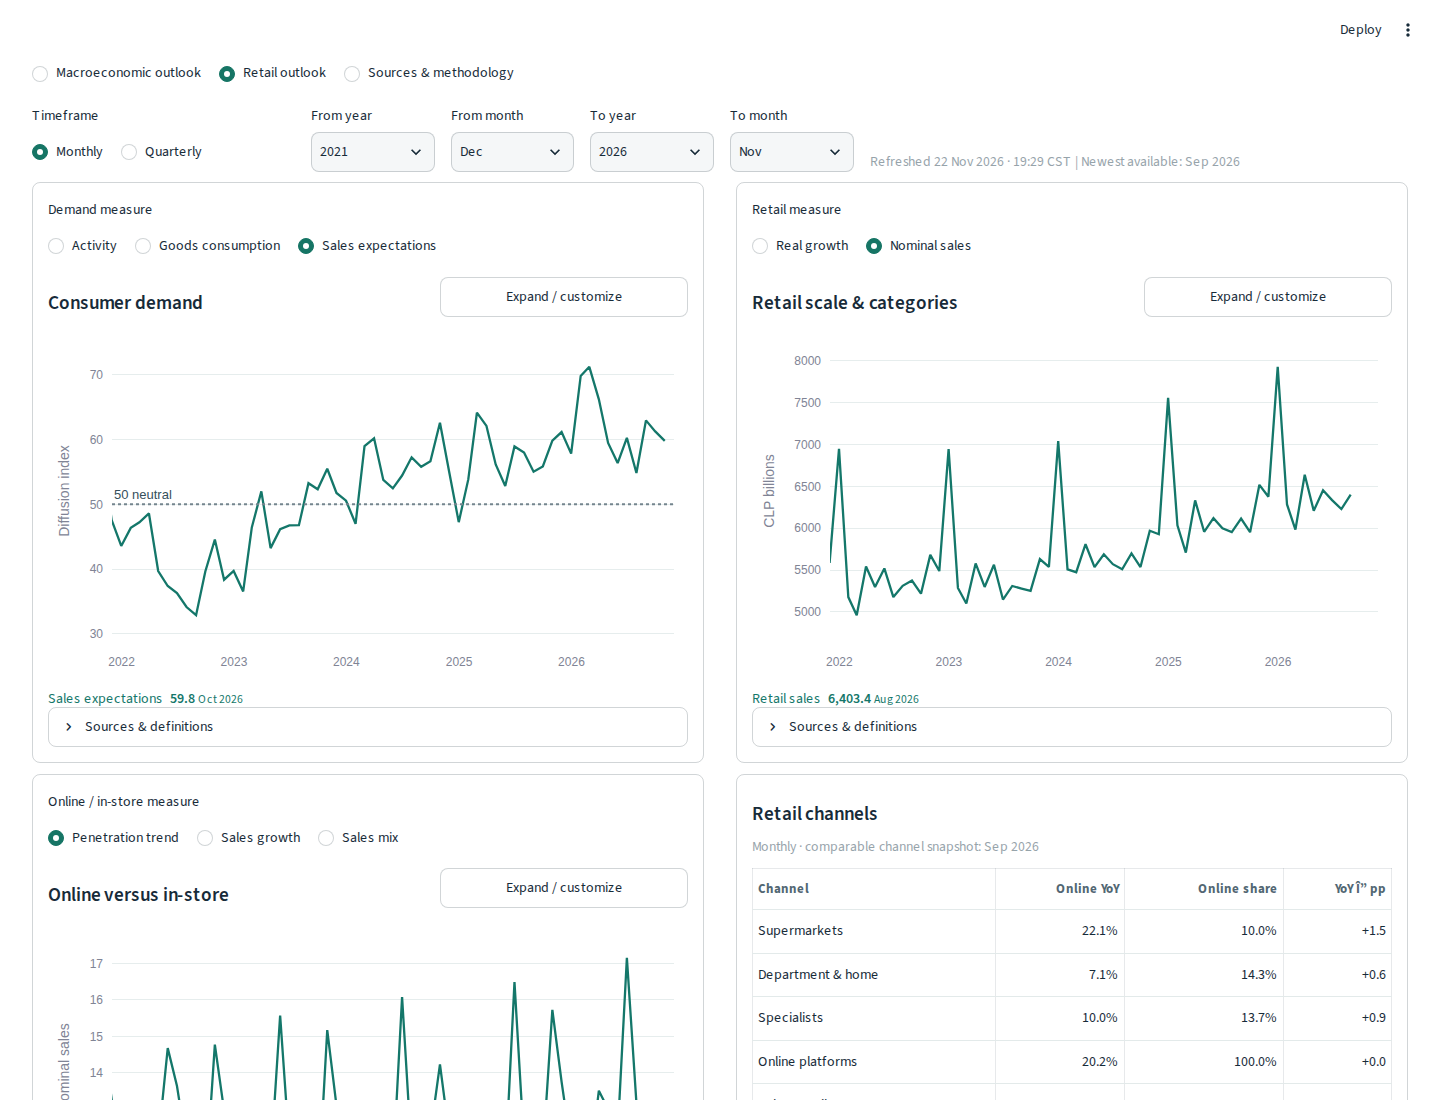 Deploy
Macroeconomic outlook Retail outlook Sources & methodology
Timeframe From year From month To year To month
Monthly Quarterly 2021 Dec 2026 Nov
Refreshed 22 Nov 2026 · 19:29 CST | Newest available: Sep 2026
Demand measure
Activity Goods consumption Sales expectations
Consumer demand
Expand / customize
70
60
50 neutral
50
40
30
Diffusion index
2022 2023 2024 2025 2026
Sales expectations 59.8 Oct 2026
Sources & definitions
Retail measure
Real growth Nominal sales
Retail scale & categories
Expand / customize
8000
7500
7000
6500
6000
5500
5000
CLP billions
2022 2023 2024 2025 2026
Retail sales 6,403.4 Aug 2026
Sources & definitions
Online / in-store measure
Penetration trend Sales growth Sales mix
Online versus in-store
Expand / customize
17
16
15
14
ominal sales
Retail channels
Monthly · comparable channel snapshot: Sep 2026
Channel Online YoY Online share YoY Î” pp
Supermarkets 22.1% 10.0% +1.5
Department & home 7.1% 14.3% +0.6
Specialists 10.0% 13.7% +0.9
Online platforms 20.2% 100.0% +0.0